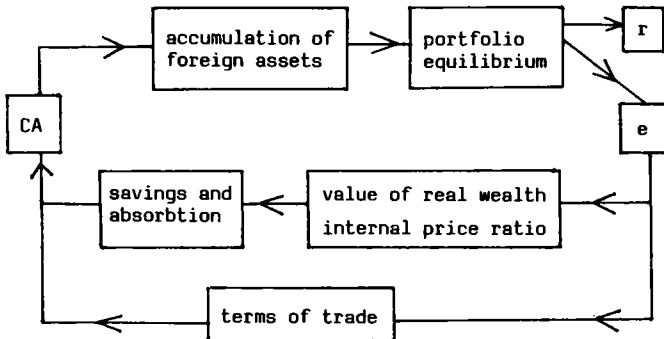 accumulation of
foreign assets
portfolio
equilibrium
r
CA
e
savings and
absorbtion
value of real wealth
internal price ratio
terms of trade